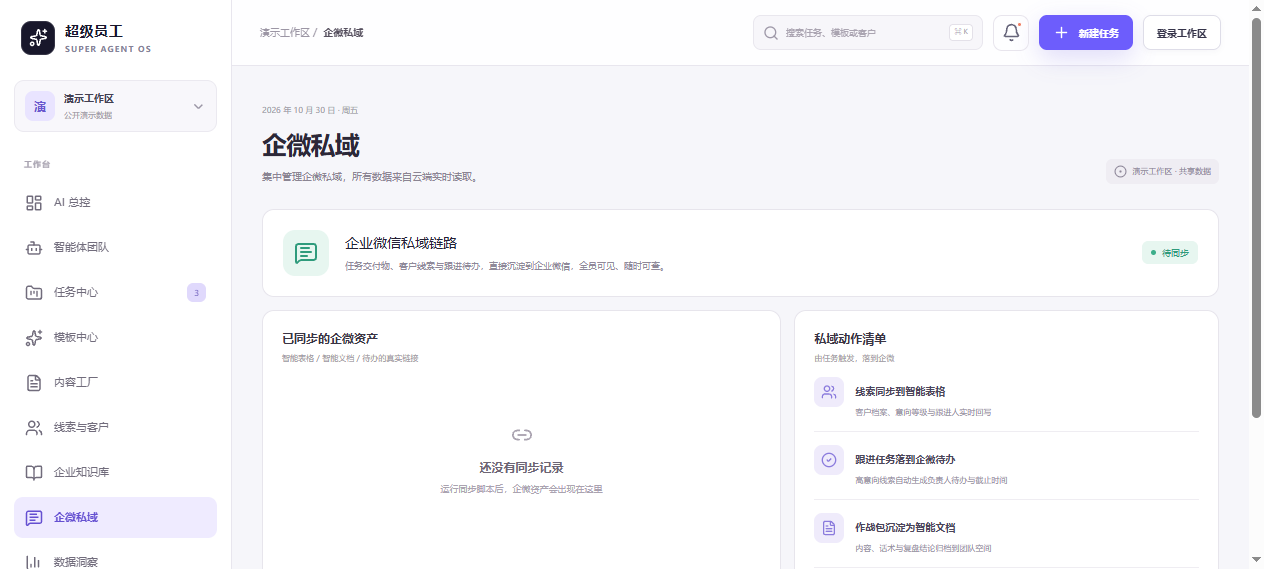 超级员工
SUPER AGENT OS
演
演示工作区
公开演示数据
工作台
AI 总控
智能体团队
任务中心
3
模板中心
内容工厂
线索与客户
企业知识库
企微私域
数据洞察
演示工作区 / 企微私域
搜索任务、模板或客户
⌘ K
新建任务
登录工作区
2026 年 10 月 30 日 · 周五
企微私域
集中管理企微私域，所有数据来自云端实时读取。
演示工作区 · 共享数据
企业微信私域链路
任务交付物、客户线索与跟进待办，直接沉淀到企业微信，全员可见、随时可查。
待同步
已同步的企微资产
智能表格 / 智能文档 / 待办的真实链接
还没有同步记录
运行同步脚本后，企微资产会出现在这里
私域动作清单
由任务触发，落到企微
线索同步到智能表格
客户档案、意向等级与跟进人实时回写
跟进任务落到企微待办
高意向线索自动生成负责人待办与截止时间
作战包沉淀为智能文档
内容、话术与复盘结论归档到团队空间